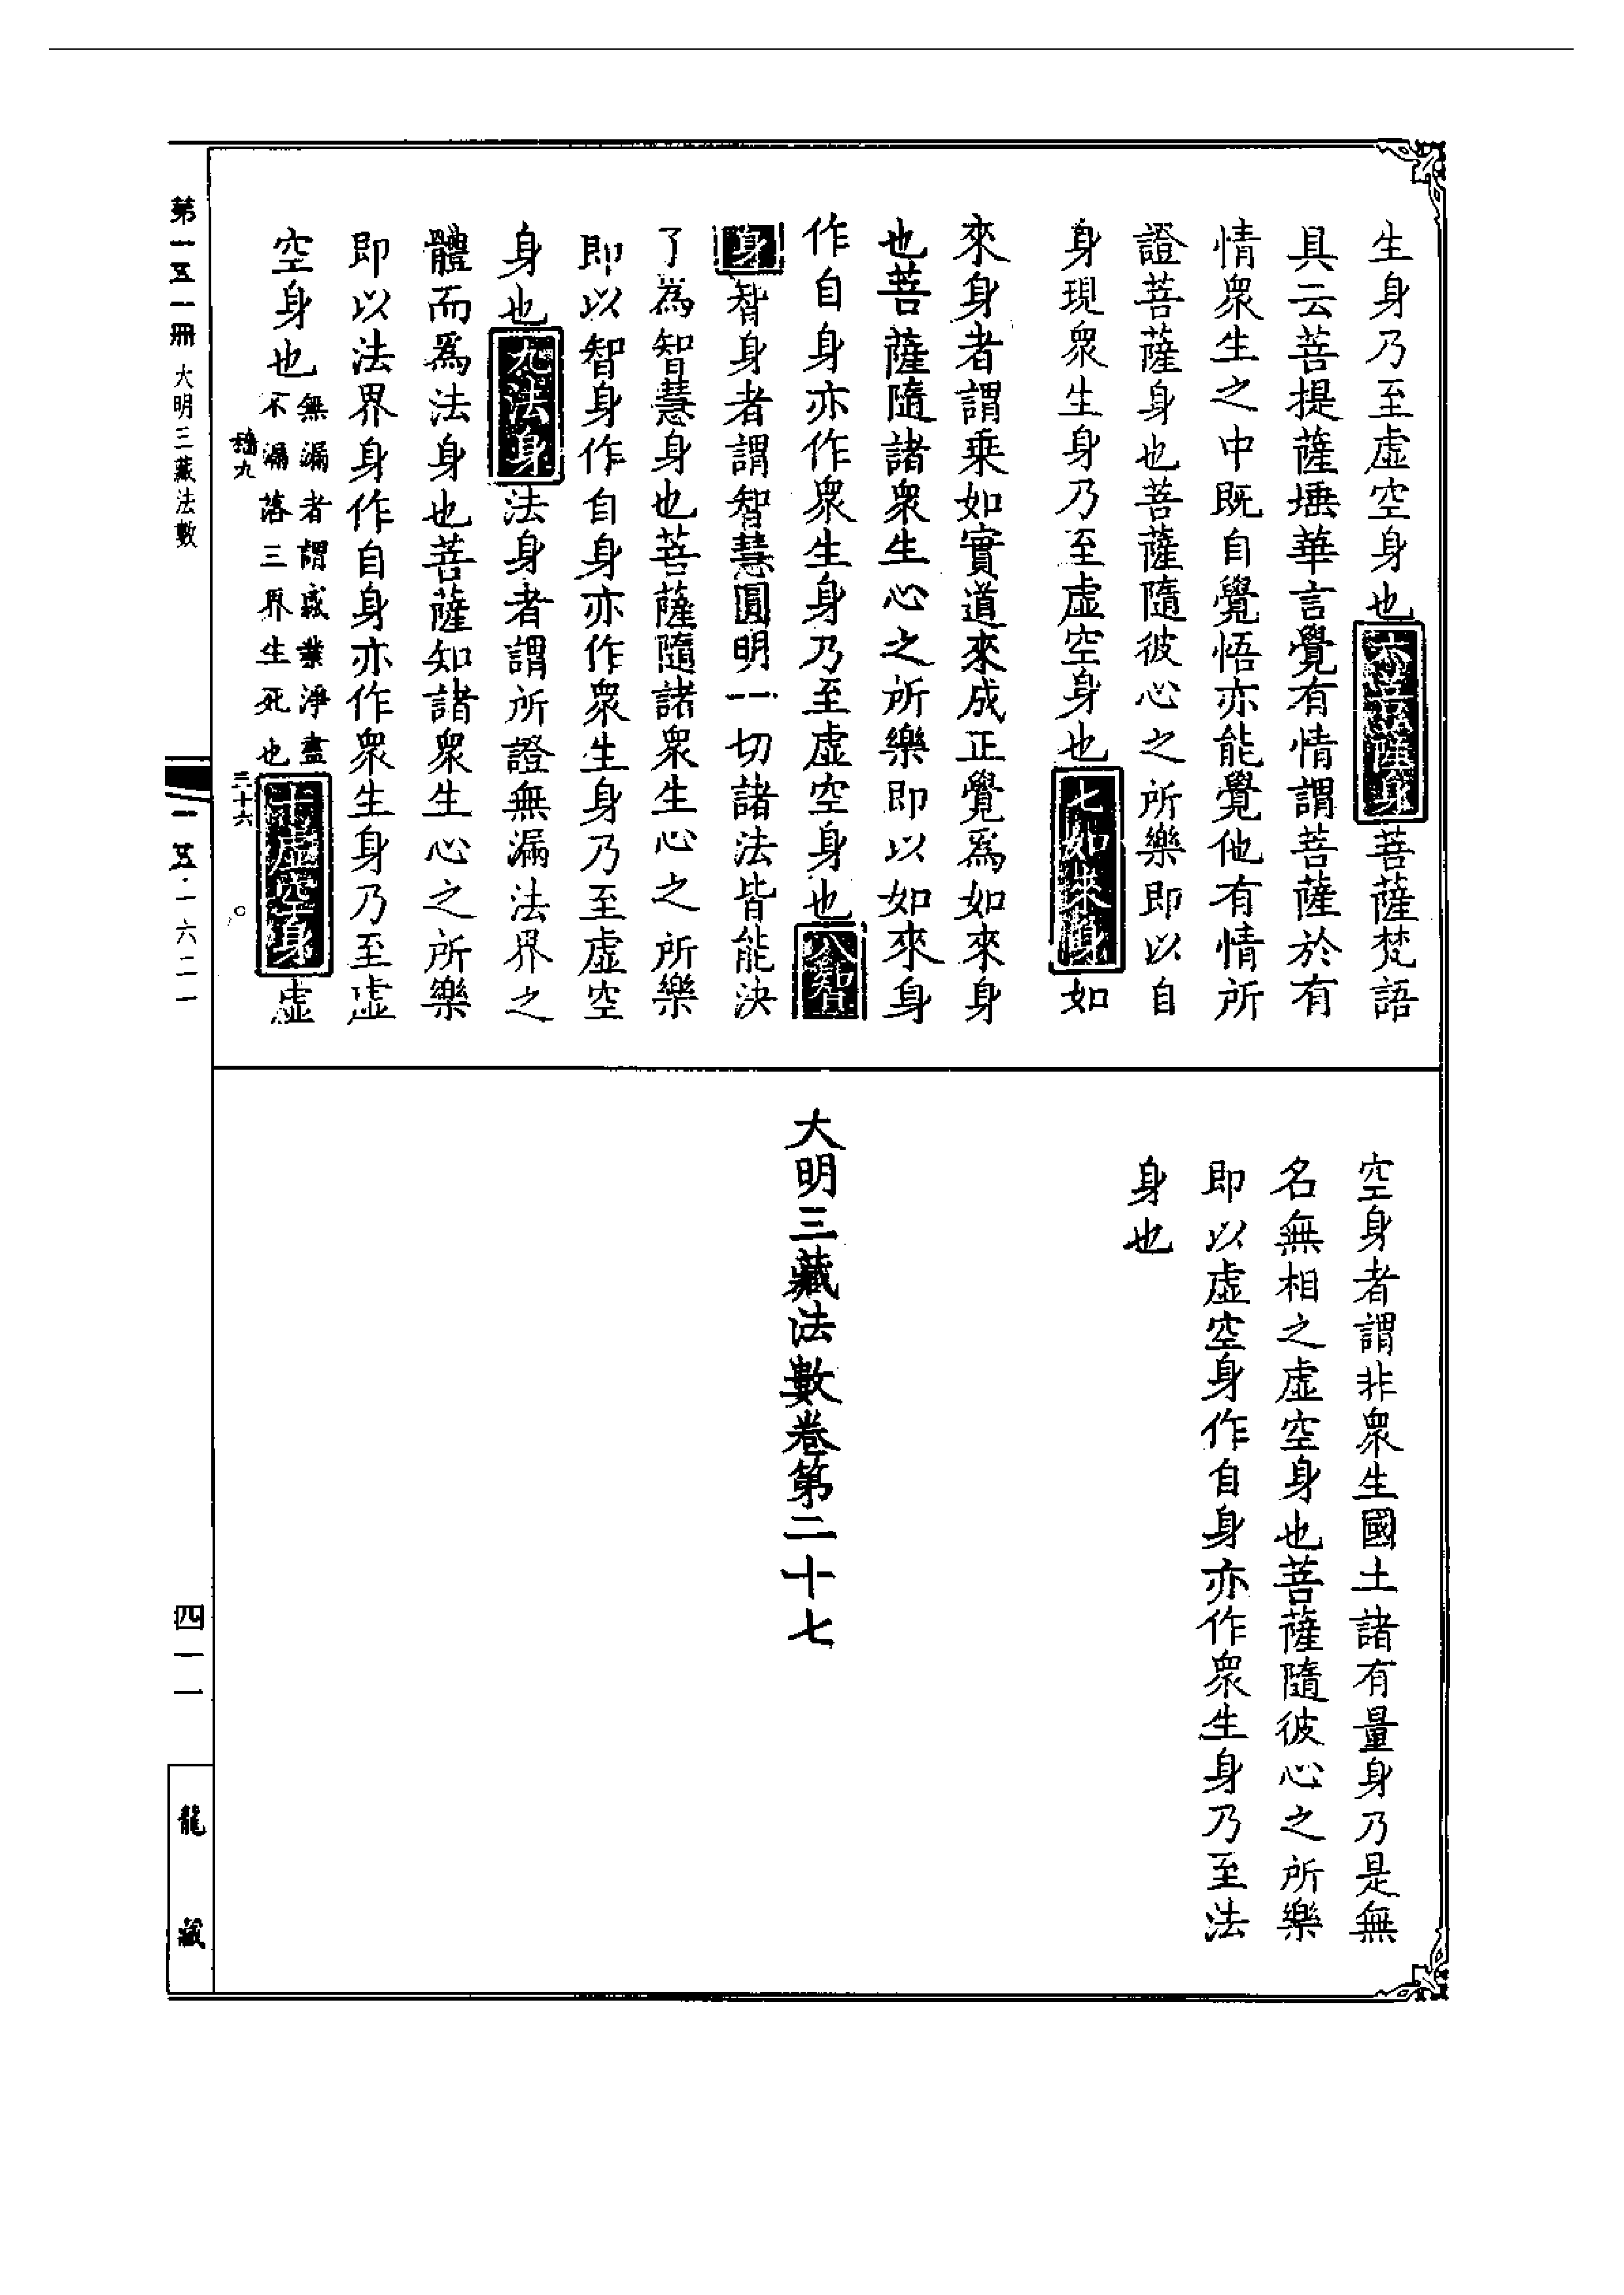 生身乃至虛空身也六菩薩身菩薩梵語
具云菩提薩埵華言覺有情謂菩薩於有
情眾生之中既自覺悟亦能覺他有情所
證菩薩身也菩薩隨彼心之所樂即以自
身現眾生身乃至虛空身也七如來身如
來身者謂乘如實道來成正覺爲如來身
也菩薩隨諸眾生心之所樂即以如來身
作自身亦作眾生身乃至虛空身也八智
身智身者謂智慧圓明一切諸法皆能決
了為智慧身也菩薩隨諸眾生心之所樂
即以智身作自身亦作眾生身乃至虛空
身也九法身法身者謂所證無漏法界之
體而爲法身也菩薩知諸眾生心之所樂
即以法界身作自身亦作眾生身乃至虛
空身也無漏者謂惑業淨盡
不漏落三界生死也十虛空身虛
九
三十六
空身者謂非眾生國土諸有量身乃是無
名無相之虛空身也菩薩隨彼心之所樂
即以虛空身作自身亦作眾生身乃至法
身也
大明三藏法數卷第二十七
第一五一冊 大明三藏法數
一五·一六二一
四一一
龍藏